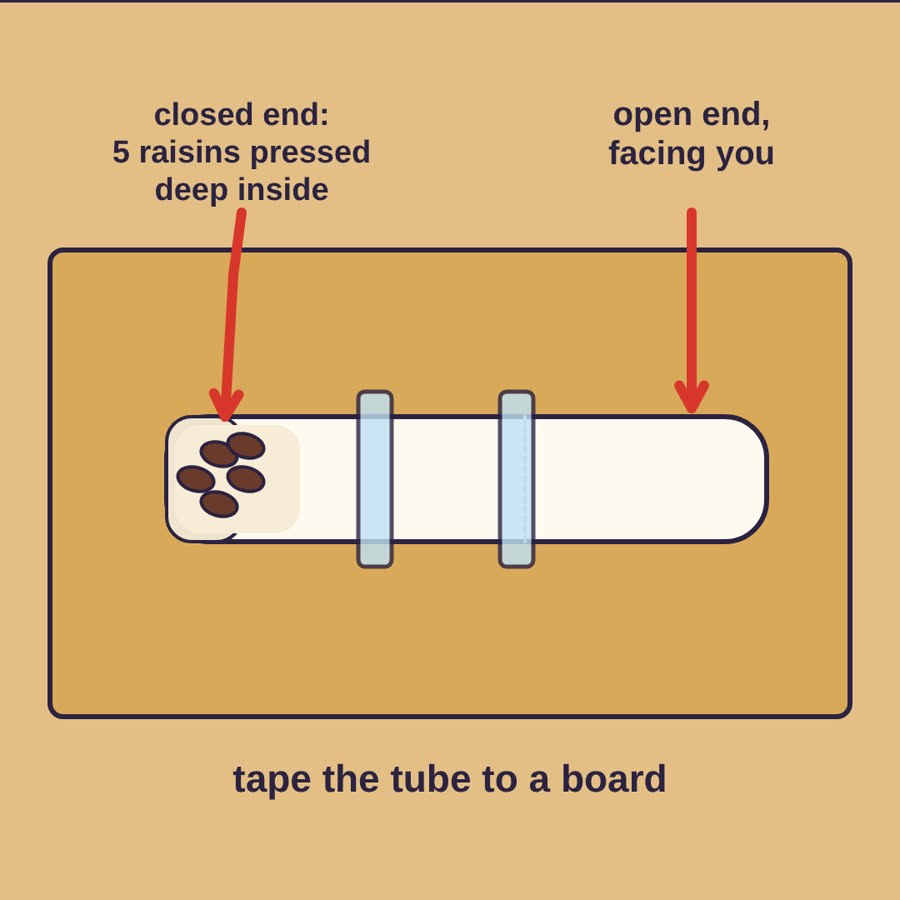 closed end:
5 raisins pressed
deep inside
open end,
facing you
tape the tube to a board